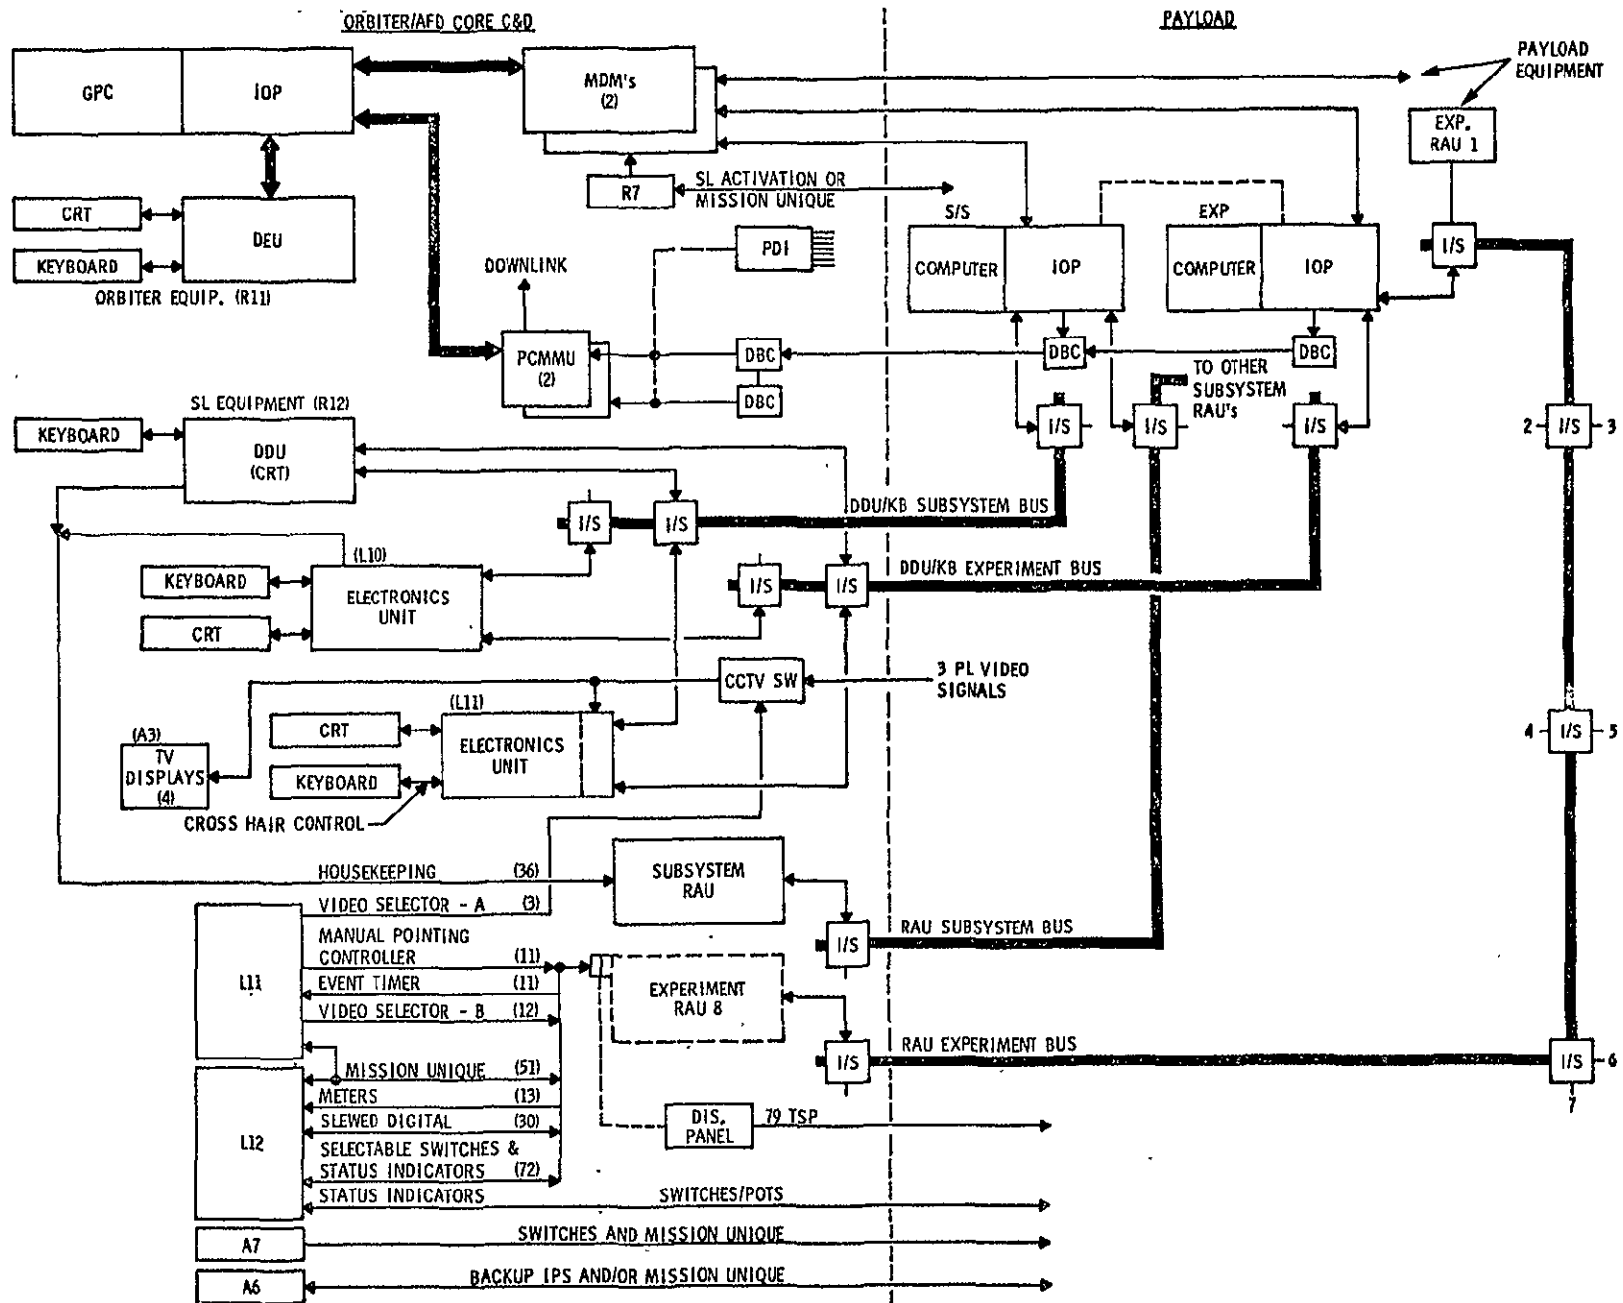 ORBITER/AFD CORE C&D
PAYLOAD
GPC
IOP
MDM's
(2)
PAYLOAD
EQUIPMENT
EXP.
RAU 1
R7
SL ACTIVATION OR
MISSION UNIQUE
CRT
KEYBOARD
DEU
ORBITER EQUIP. (R11)
S/S
COMPUTER
IOP
EXP
COMPUTER
IOP
I/S
PDI
DOWNLINK
PCMMU
(2)
DBC
DBC
DBC
DBC
TO OTHER
SUBSYSTEM
RAU's
SL EQUIPMENT (R12)
KEYBOARD
DDU
(CRT)
I/S
I/S
I/S
2
I/S
3
I/S
I/S
DDU/KB SUBSYSTEM BUS
(L10)
KEYBOARD
CRT
ELECTRONICS
UNIT
I/S
I/S
DDU/KB EXPERIMENT BUS
CCTV SW
3 PL VIDEO
SIGNALS
(L11)
CRT
KEYBOARD
ELECTRONICS
UNIT
4
I/S
5
(A3)
TV
DISPLAYS
(4)
CROSS HAIR CONTROL
HOUSEKEEPING (36)
SUBSYSTEM
RAU
L11
VIDEO SELECTOR - A (3)
MANUAL POINTING
CONTROLLER (11)
EVENT TIMER (11)
VIDEO SELECTOR - B (12)
I/S
RAU SUBSYSTEM BUS
EXPERIMENT
RAU 8
I/S
RAU EXPERIMENT BUS
I/S
6
7
L12
MISSION UNIQUE (51)
METERS (13)
SLEWED DIGITAL (30)
SELECTABLE SWITCHES &
STATUS INDICATORS (72)
STATUS INDICATORS
SWITCHES/POTS
DIS.
PANEL
79 TSP
A7
SWITCHES AND MISSION UNIQUE
A6
BACKUP IPS AND/OR MISSION UNIQUE